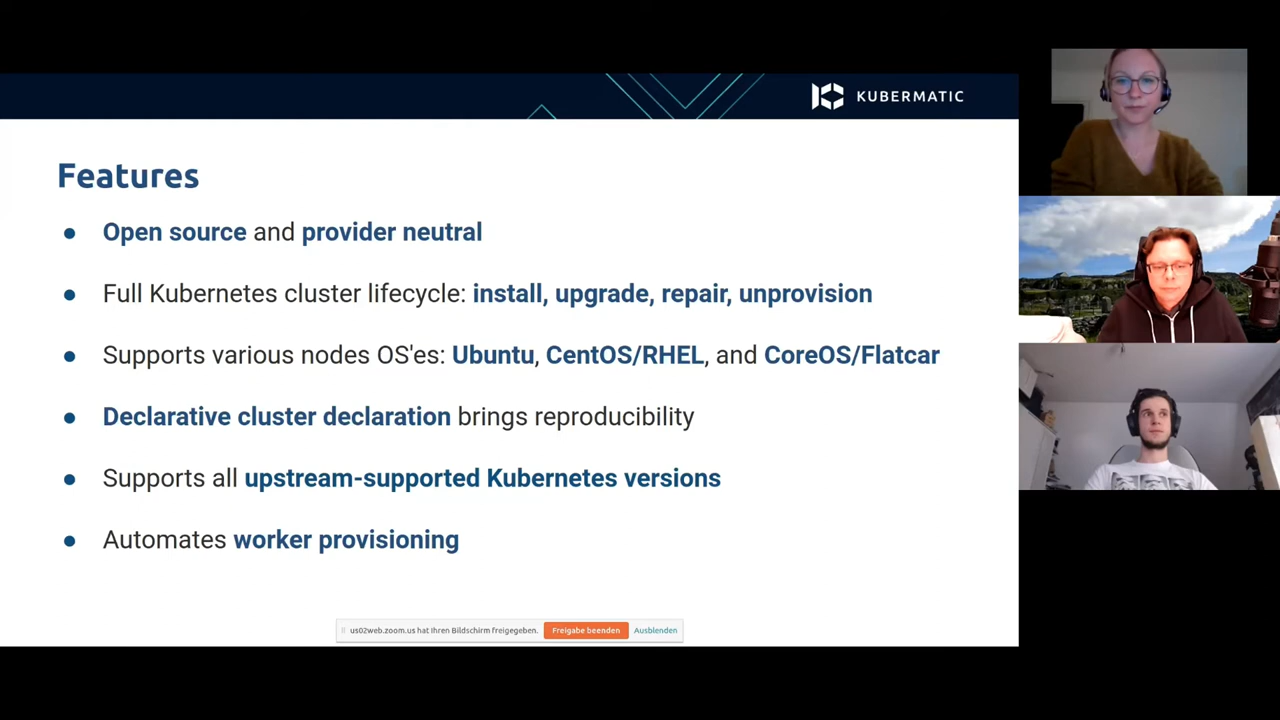 KUBERMATIC
Features
● Open source and provider neutral
● Full Kubernetes cluster lifecycle: install, upgrade, repair, unprovision
● Supports various nodes OS'es: Ubuntu, CentOS/RHEL, and CoreOS/Flatcar
● Declarative cluster declaration brings reproducibility
● Supports all upstream-supported Kubernetes versions
● Automates worker provisioning
us02web.zoom.us hat Ihren Bildschirm freigegeben. Freigabe beenden Ausblenden